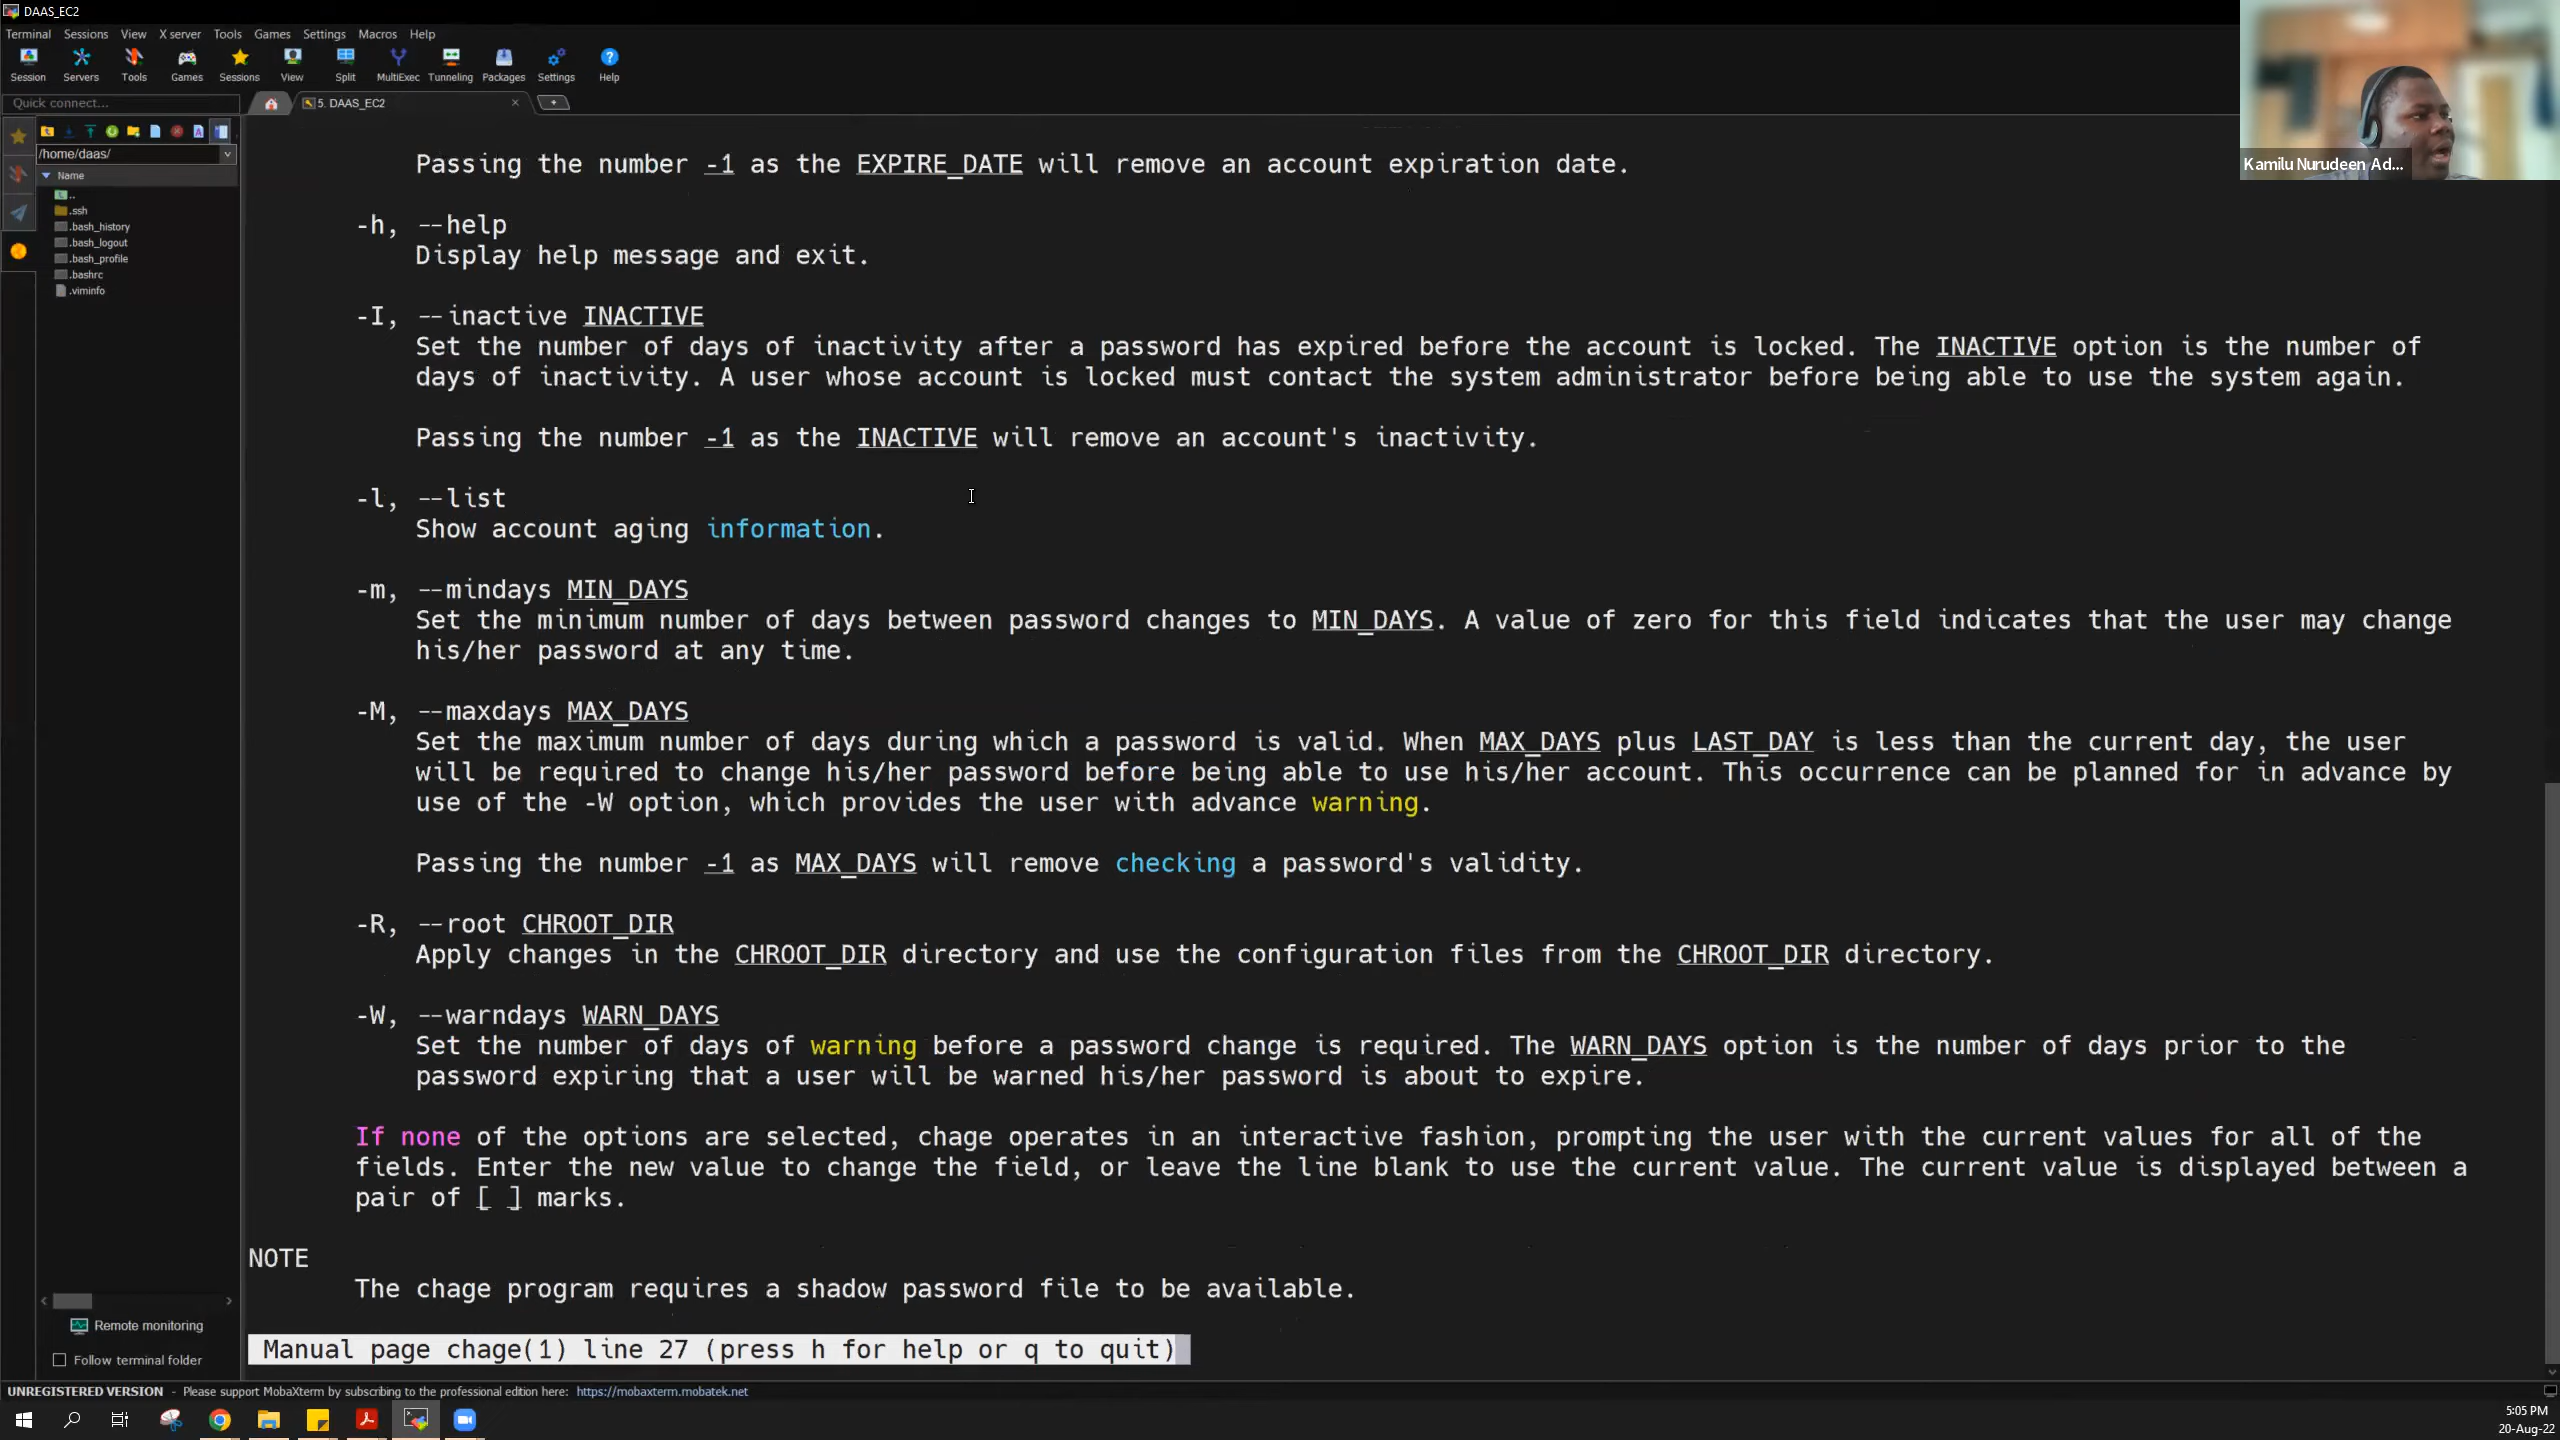 DAAS_EC2
Terminal Sessions View X server Tools Games Settings Macros Help
Session Servers Tools Games Sessions View Split MultiExec Tunneling Packages Settings Help
Quick connect...
5. DAAS_EC2
/home/daas/
Name
..
.ssh
.bash_history
.bash_logout
.bash_profile
.bashrc
.viminfo
Kamilu Nurudeen Ad...
Passing the number -1 as the EXPIRE_DATE will remove an account expiration date.
-h, --help
Display help message and exit.
-I, --inactive INACTIVE
Set the number of days of inactivity after a password has expired before the account is locked. The INACTIVE option is the number of
days of inactivity. A user whose account is locked must contact the system administrator before being able to use the system again.
Passing the number -1 as the INACTIVE will remove an account's inactivity.
-l, --list
Show account aging information.
-m, --mindays MIN_DAYS
Set the minimum number of days between password changes to MIN_DAYS. A value of zero for this field indicates that the user may change
his/her password at any time.
-M, --maxdays MAX_DAYS
Set the maximum number of days during which a password is valid. When MAX_DAYS plus LAST_DAY is less than the current day, the user
will be required to change his/her password before being able to use his/her account. This occurrence can be planned for in advance by
use of the -W option, which provides the user with advance warning.
Passing the number -1 as MAX_DAYS will remove checking a password's validity.
-R, --root CHROOT_DIR
Apply changes in the CHROOT_DIR directory and use the configuration files from the CHROOT_DIR directory.
-W, --warndays WARN_DAYS
Set the number of days of warning before a password change is required. The WARN_DAYS option is the number of days prior to the
password expiring that a user will be warned his/her password is about to expire.
If none of the options are selected, chage operates in an interactive fashion, prompting the user with the current values for all of the
fields. Enter the new value to change the field, or leave the line blank to use the current value. The current value is displayed between a
pair of [ ] marks.
NOTE
The chage program requires a shadow password file to be available.
Manual page chage(1) line 27 (press h for help or q to quit)
Remote monitoring
Follow terminal folder
UNREGISTERED VERSION - Please support MobaXterm by subscribing to the professional edition here: https://mobaxterm.mobatek.net
5:05 PM
20-Aug-22